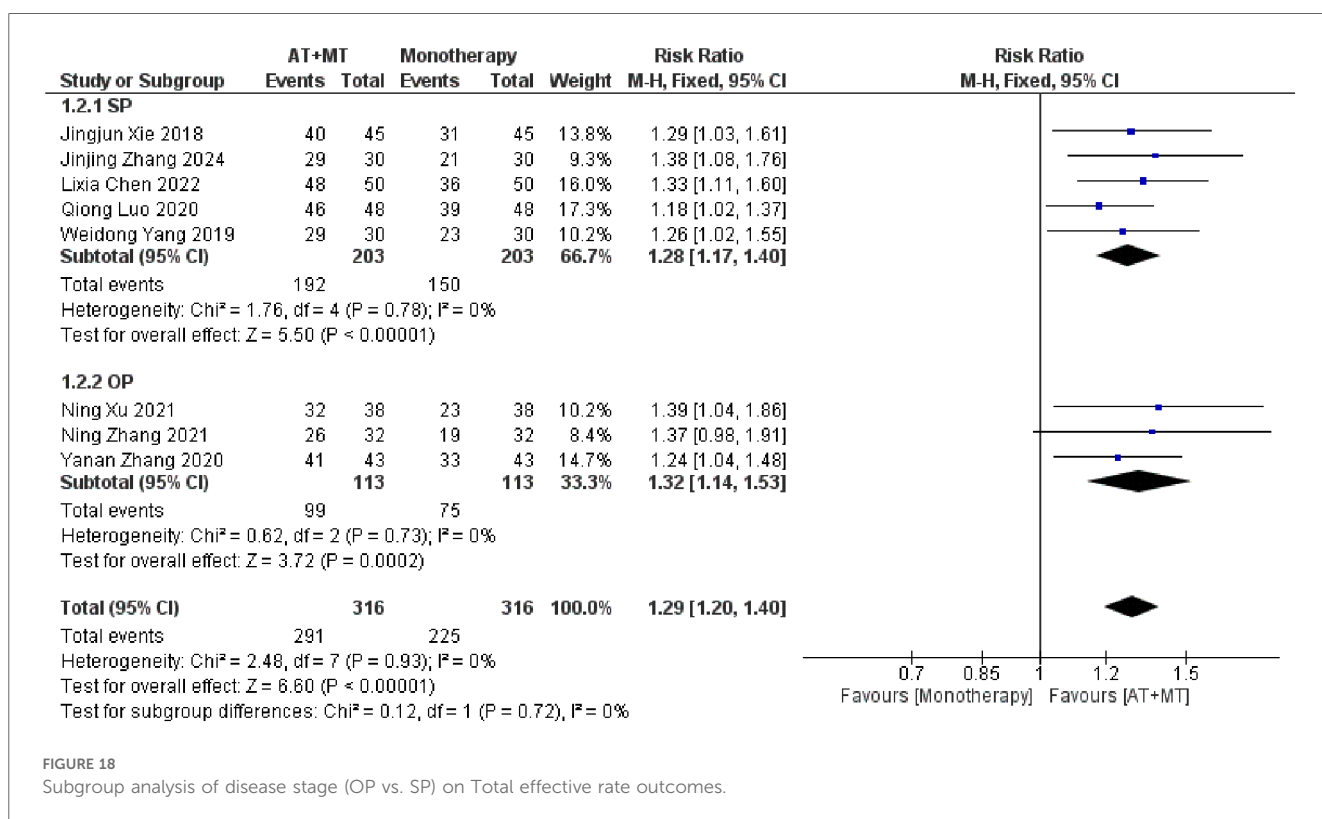 AT+MT Monotherapy Risk Ratio Risk Ratio
Study or Subgroup Events Total Events Total Weight M-H, Fixed, 95% CI M-H, Fixed, 95% CI
1.2.1 SP
Jingjun Xie 2018 40 45 31 45 13.8% 1.29 [1.03, 1.61]
Jinjing Zhang 2024 29 30 21 30 9.3% 1.38 [1.08, 1.76]
Lixia Chen 2022 48 50 36 50 16.0% 1.33 [1.11, 1.60]
Qiong Luo 2020 46 48 39 48 17.3% 1.18 [1.02, 1.37]
Weidong Yang 2019 29 30 23 30 10.2% 1.26 [1.02, 1.55]
Subtotal (95% CI) 203 203 66.7% 1.28 [1.17, 1.40]
Total events 192 150
Heterogeneity: Chi² = 1.76, df = 4 (P = 0.78); I² = 0%
Test for overall effect: Z = 5.50 (P < 0.00001)
1.2.2 OP
Ning Xu 2021 32 38 23 38 10.2% 1.39 [1.04, 1.86]
Ning Zhang 2021 26 32 19 32 8.4% 1.37 [0.98, 1.91]
Yanan Zhang 2020 41 43 33 43 14.7% 1.24 [1.04, 1.48]
Subtotal (95% CI) 113 113 33.3% 1.32 [1.14, 1.53]
Total events 99 75
Heterogeneity: Chi² = 0.62, df = 2 (P = 0.73); I² = 0%
Test for overall effect: Z = 3.72 (P = 0.0002)
Total (95% CI) 316 316 100.0% 1.29 [1.20, 1.40]
Total events 291 225
Heterogeneity: Chi² = 2.48, df = 7 (P = 0.93); I² = 0%
Test for overall effect: Z = 6.60 (P < 0.00001)
Test for subgroup differences: Chi² = 0.12, df = 1 (P = 0.72), I² = 0%
0.7 0.85 1 1.2 1.5
Favours [Monotherapy] Favours [AT+MT]
FIGURE 18
Subgroup analysis of disease stage (OP vs. SP) on Total effective rate outcomes.